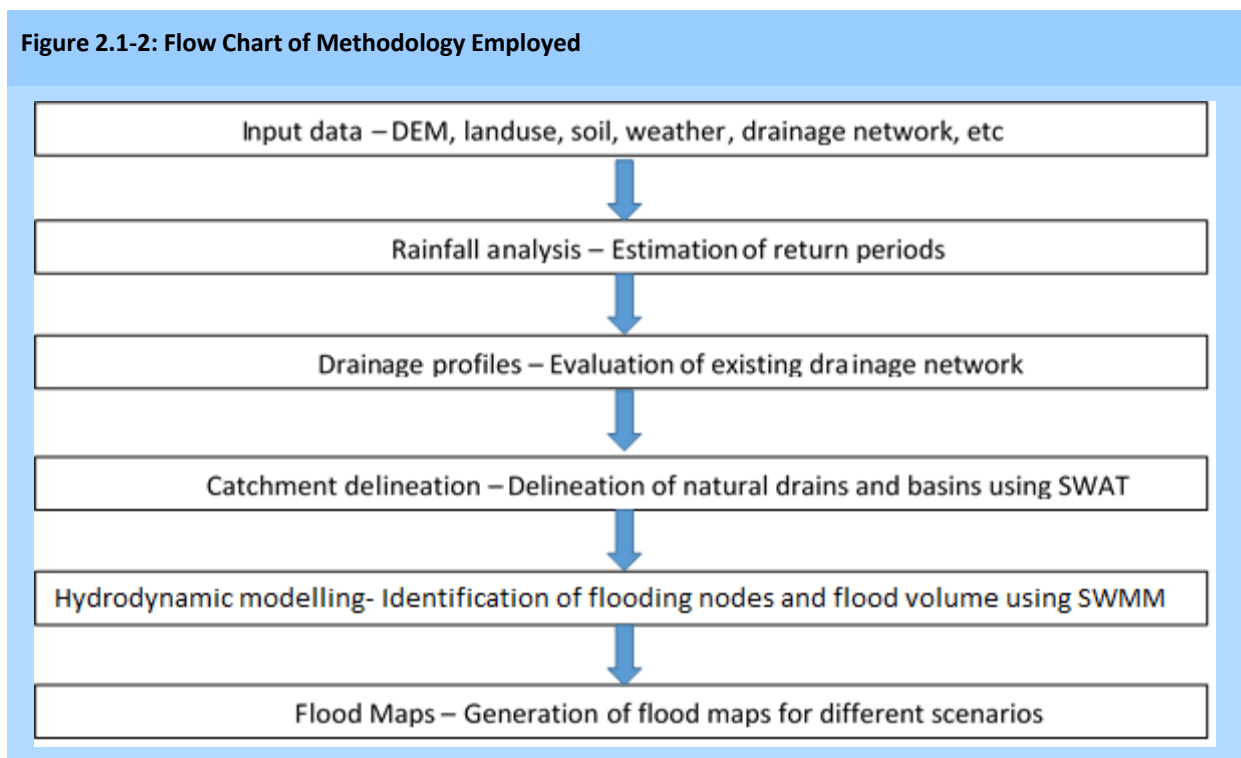 Figure 2.1-2: Flow Chart of Methodology Employed
Input data – DEM, landuse, soil, weather, drainage network, etc
Rainfall analysis – Estimation of return periods
Drainage profiles – Evaluation of existing drainage network
Catchment delineation – Delineation of natural drains and basins using SWAT
Hydrodynamic modelling- Identification of flooding nodes and flood volume using SWMM
Flood Maps – Generation of flood maps for different scenarios